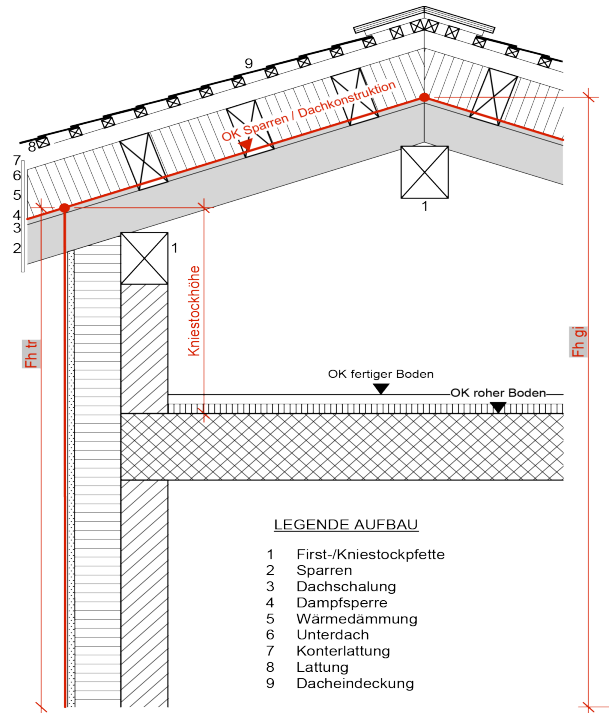 9
OK Sparren / Dachkonstruktion
8
7
6
5
4
3
2
1
1
Kniestockhöhe
Fh tr
Fh gi
OK fertiger Boden
OK roher Boden
LEGENDE AUFBAU
1 First-/Kniestockpfette
2 Sparren
3 Dachschalung
4 Dampfsperre
5 Wärmedämmung
6 Unterdach
7 Konterlattung
8 Lattung
9 Dacheindeckung